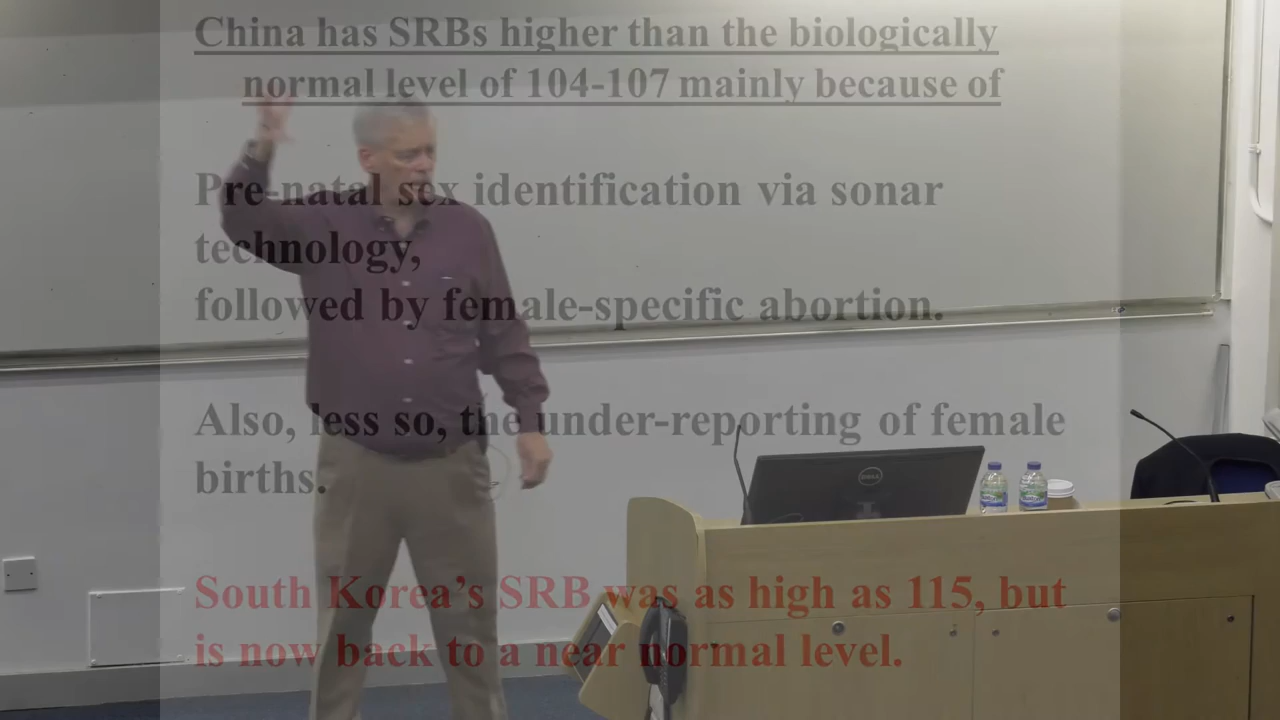 China has SRBs higher than the biologically
normal level of 104-107 mainly because of
Pre-natal sex identification via sonar
technology,
followed by female-specific abortion.
Also, less so, the under-reporting of female
births.
South Korea's SRB was as high as 115, but
is now back to a near normal level.
DELL